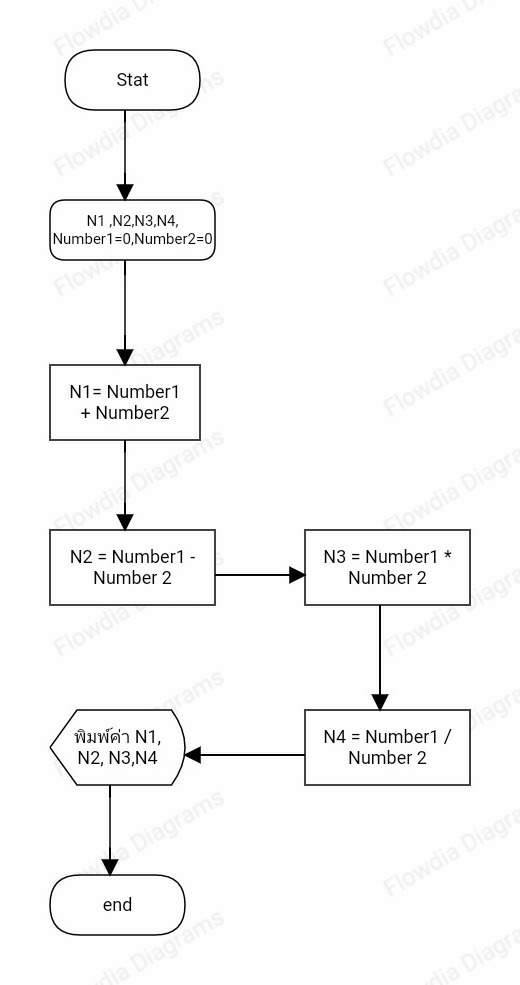 Stat
N1 ,N2,N3,N4,
Number1=0,Number2=0
N1= Number1
+ Number2
N2 = Number1 -
Number 2
N3 = Number1 *
Number 2
N4 = Number1 /
Number 2
พิมพ์ค่า N1,
N2, N3,N4
end
Flowdia Diagrams